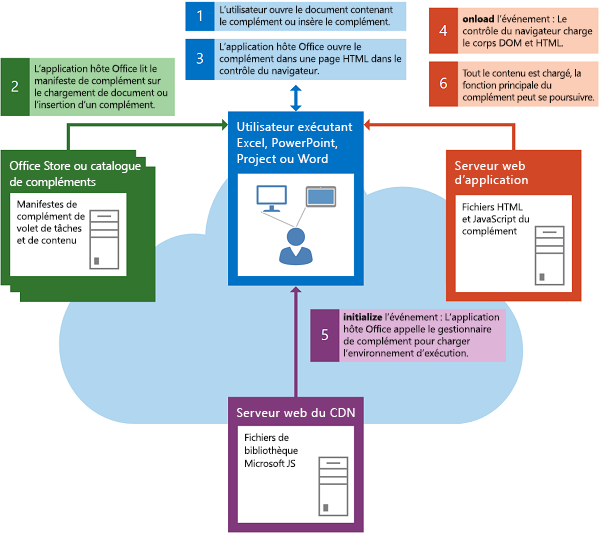 1
L'utilisateur ouvre le document contenant
le complément ou insère le complément.
3
L'application hôte Office ouvre le
complément dans une page HTML dans le
contrôle du navigateur.
4
onload l'événement : Le
contrôle du navigateur charge
le corps DOM et HTML.
6
Tout le contenu est chargé, la
fonction principale du
complément peut se poursuivre.
2
L'application hôte Office lit le
manifeste de complément sur
le chargement de document ou
l'insertion d'un complément.
Utilisateur exécutant
Excel, PowerPoint,
Project ou Word
Office Store ou catalogue
de compléments
Manifestes de
complément de
volet de tâches
et de contenu
Serveur web
d'application
Fichiers HTML
et JavaScript du
complément
5
initialize l'événement : L'application
hôte Office appelle le gestionnaire
de complément pour charger
l'environnement d'exécution.
Serveur web du CDN
Fichiers de
bibliothèque
Microsoft JS